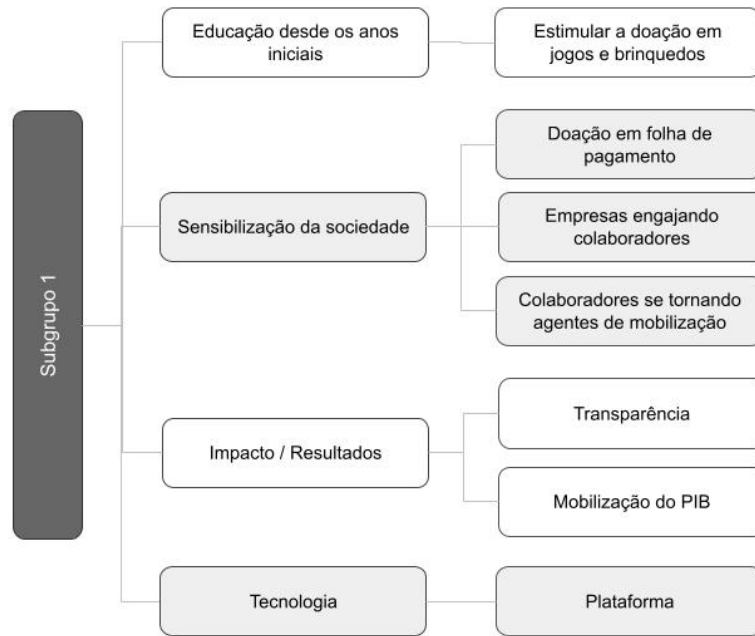 Subgrupo 1
Educação desde os anos
iniciais
Estimular a doação em
jogos e brinquedos
Sensibilização da sociedade
Doação em folha de
pagamento
Empresas engajando
colaboradores
Colaboradores se tornando
agentes de mobilização
Impacto / Resultados
Transparência
Mobilização do PIB
Tecnologia
Plataforma